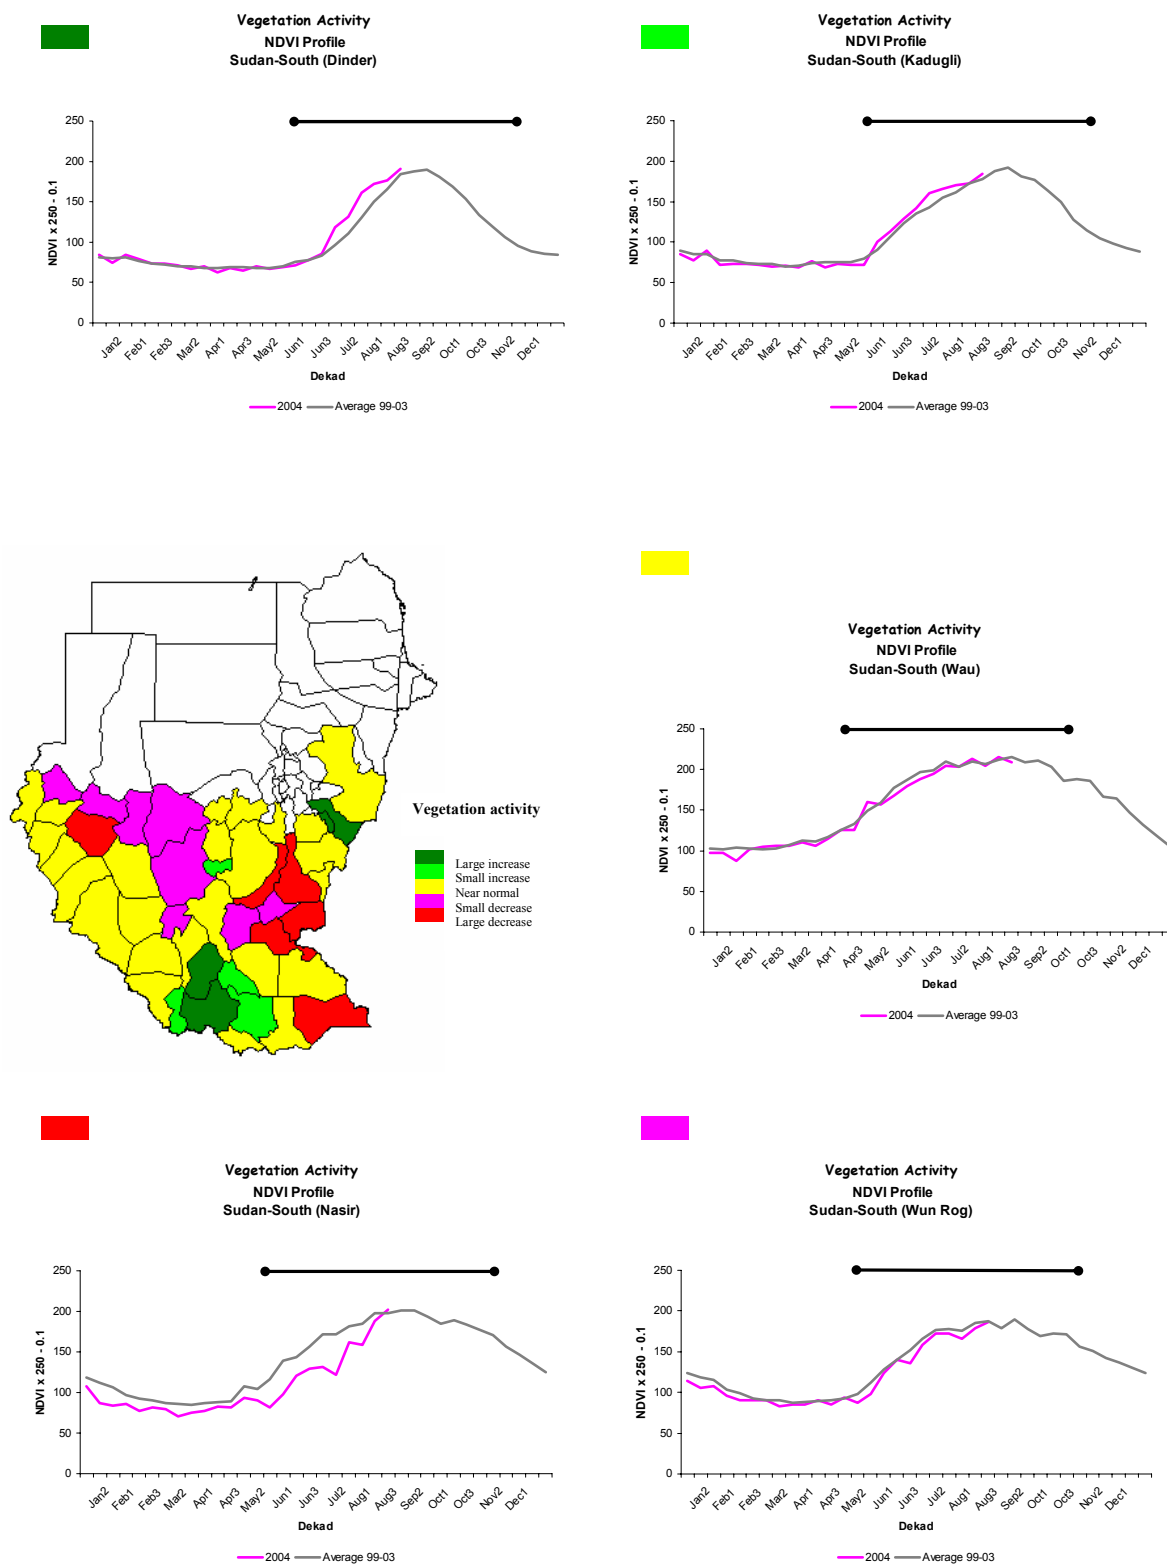 Vegetation Activity
NDVI Profile
Sudan-South (Dinder)
250
200
150
100
50
0
NDVI x 250 - 0.1
Jan2 Feb1 Feb3 Mar2 Apr1 Apr3 May2 Jun1 Jun3 Jul2 Aug1 Aug3 Sep2 Oct1 Oct3 Nov2 Dec1
Dekad
2004 Average 99-03
Vegetation Activity
NDVI Profile
Sudan-South (Kadugli)
250
200
150
100
50
0
NDVI x 250 - 0.1
Jan2 Feb1 Feb3 Mar2 Apr1 Apr3 May2 Jun1 Jun3 Jul2 Aug1 Aug3 Sep2 Oct1 Oct3 Nov2 Dec1
Dekad
2004 Average 99-03
Vegetation activity
Large increase
Small increase
Near normal
Small decrease
Large decrease
Vegetation Activity
NDVI Profile
Sudan-South (Wau)
250
200
150
100
50
0
NDVI x 250 - 0.1
Jan2 Feb1 Feb3 Mar2 Apr1 Apr3 May2 Jun1 Jun3 Jul2 Aug1 Aug3 Sep2 Oct1 Oct3 Nov2 Dec1
Dekad
2004 Average 99-03
Vegetation Activity
NDVI Profile
Sudan-South (Nasir)
250
200
150
100
50
0
NDVI x 250 - 0.1
Jan2 Feb1 Feb3 Mar2 Apr1 Apr3 May2 Jun1 Jun3 Jul2 Aug1 Aug3 Sep2 Oct1 Oct3 Nov2 Dec1
Dekad
2004 Average 99-03
Vegetation Activity
NDVI Profile
Sudan-South (Wun Rog)
250
200
150
100
50
0
NDVI x 250 - 0.1
Jan2 Feb1 Feb3 Mar2 Apr1 Apr3 May2 Jun1 Jun3 Jul2 Aug1 Aug3 Sep2 Oct1 Oct3 Nov2 Dec1
Dekad
2004 Average 99-03